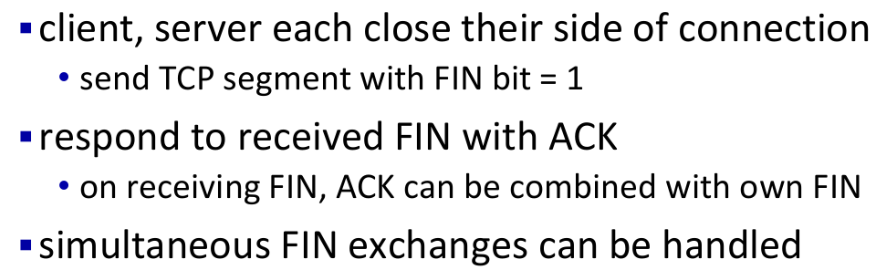 ▪ client, server each close their side of connection
• send TCP segment with FIN bit = 1
▪ respond to received FIN with ACK
• on receiving FIN, ACK can be combined with own FIN
▪ simultaneous FIN exchanges can be handled